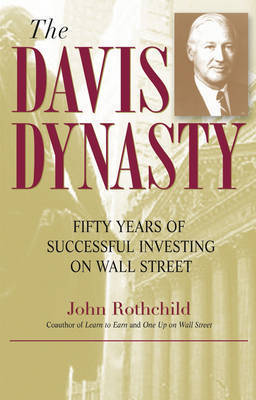 The
DAVIS
DYNASTY
FIFTY YEARS OF
SUCCESSFUL INVESTING
ON WALL STREET
John Rothchild
Coauthor of Learn to Earn and One Up on Wall Street